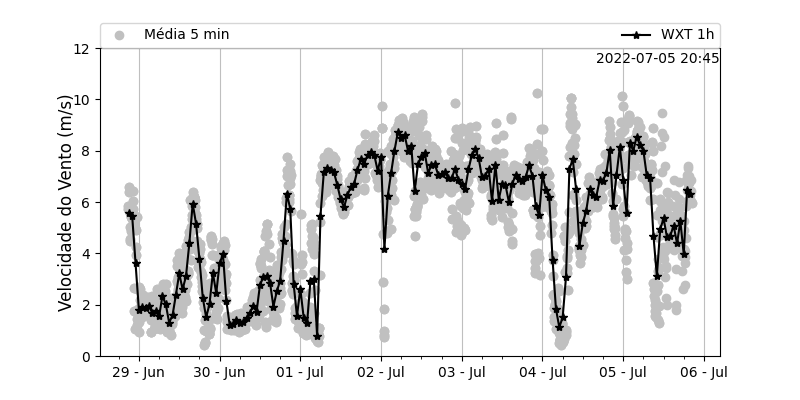 Média 5 min
WXT 1h
2022-07-05 20:45
Velocidade do Vento (m/s)
12
10
8
6
4
2
0
29 - Jun
30 - Jun
01 - Jul
02 - Jul
03 - Jul
04 - Jul
05 - Jul
06 - Jul